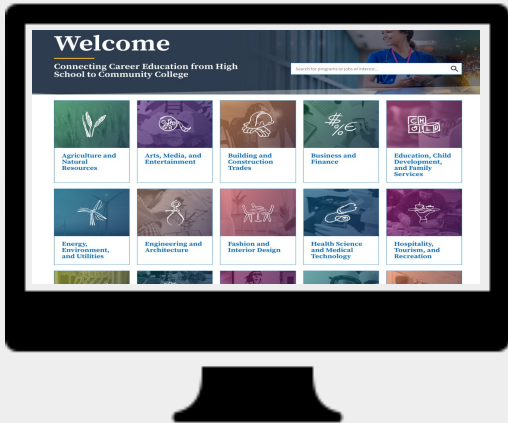 Welcome
Connecting Career Education from High
School to Community College
Search for programs or jobs of interest...
Agriculture and
Natural
Resources
Arts, Media, and
Entertainment
Building and
Construction
Trades
$ % / €
Business and
Finance
CH
OLD
Education, Child
Development,
and Family
Services
Energy,
Environment,
and Utilities
Engineering and
Architecture
Fashion and
Interior Design
Health Science
and Medical
Technology
Hospitality,
Tourism, and
Recreation